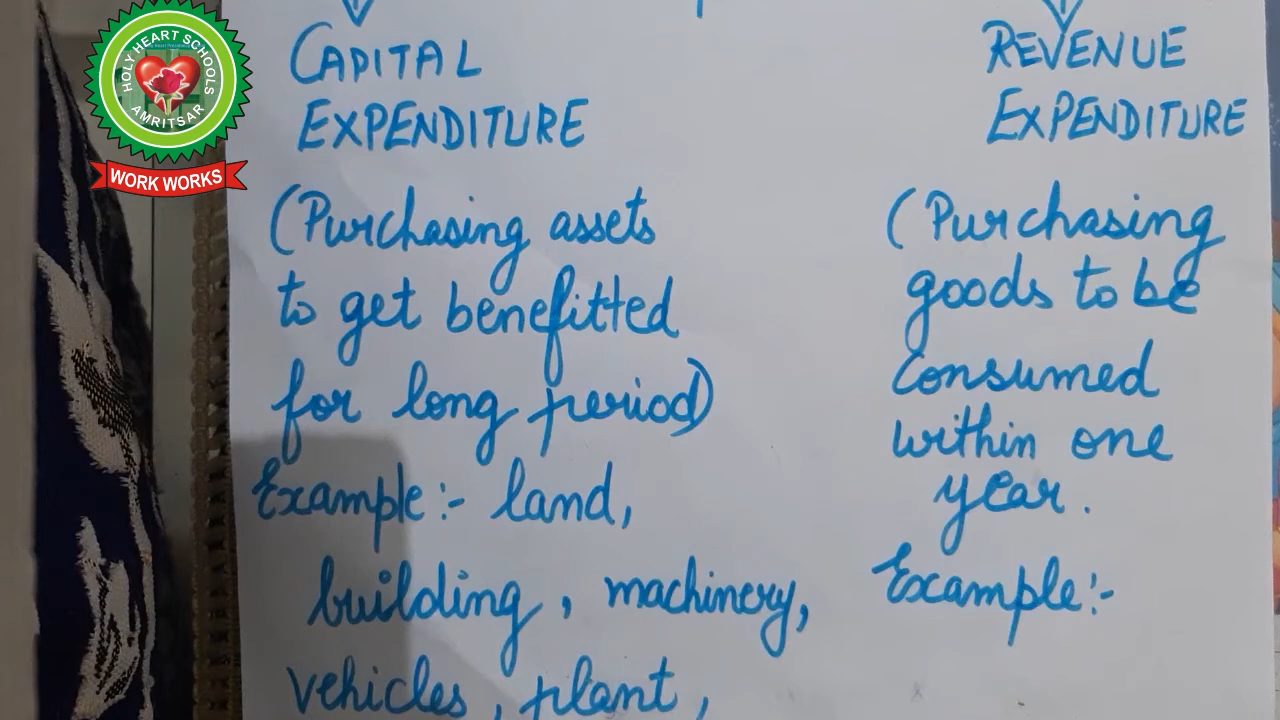 HOLY HEART SCHOOLS
AMRITSAR
WORK WORKS
CAPITAL
EXPENDITURE
(Purchasing assets
to get benefitted
for long period)
Example:- land,
building, machinery,
vehicles, plant,
REVENUE
EXPENDITURE
(Purchasing
goods to be
consumed
within one
year.
Example:-